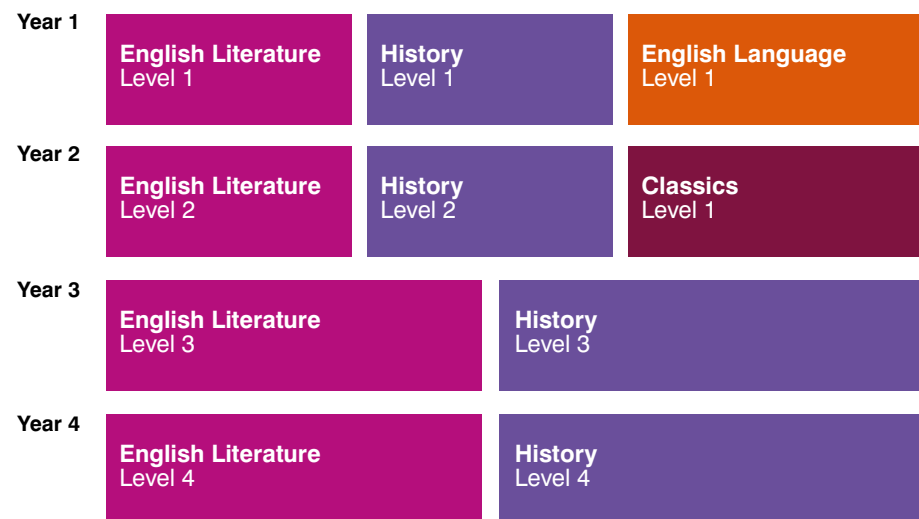 Year 1
English Literature
Level 1
History
Level 1
English Language
Level 1
Year 2
English Literature
Level 2
History
Level 2
Classics
Level 1
Year 3
English Literature
Level 3
History
Level 3
Year 4
English Literature
Level 4
History
Level 4